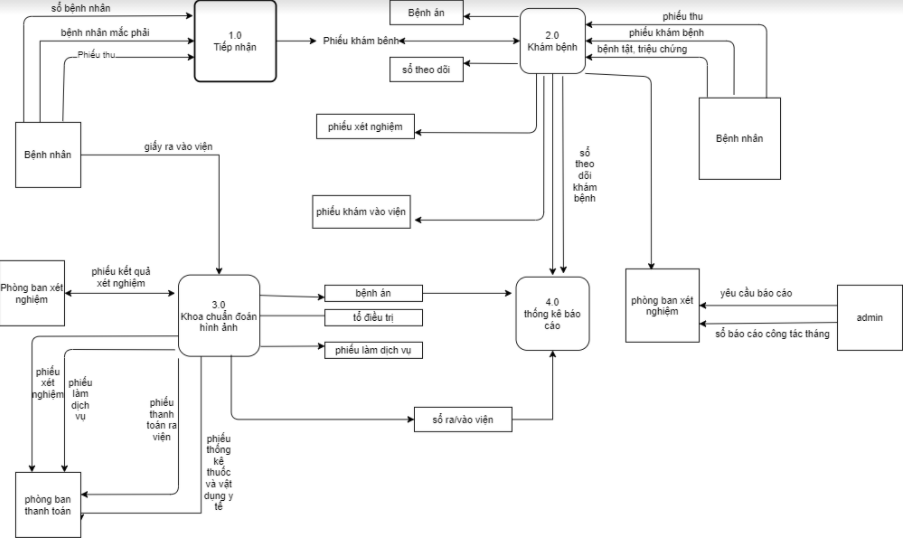 sổ bệnh nhân
bệnh nhân mắc phải
Phiếu thu
1.0
Tiếp nhận
Phiếu khám bênh
Bệnh án
sổ theo dõi
2.0
Khám bệnh
phiếu thu
phiếu khám bệnh
bệnh tật, triệu chứng
Bệnh nhân
Bệnh nhân
giấy ra vào viện
phiếu xét nghiệm
phiếu khám vào viện
sổ
theo
dõi
khám
bệnh
Phòng ban xét
nghiệm
phiếu kết quả
xét nghiệm
3.0
Khoa chuẩn đoán
hình ảnh
bệnh án
tổ điều trị
phiếu làm dịch vụ
4.0
thống kê báo
cáo
phòng ban xét
nghiệm
yêu cầu báo cáo
sổ báo cáo công tác tháng
admin
phiếu
xét
nghiệm
phiếu
làm
dịch
vụ
phiếu
thanh
toán ra
viện
phiếu
thống
kê
thuốc
và vật
dụng y
tế
sổ ra/vào viện
phòng ban
thanh toán